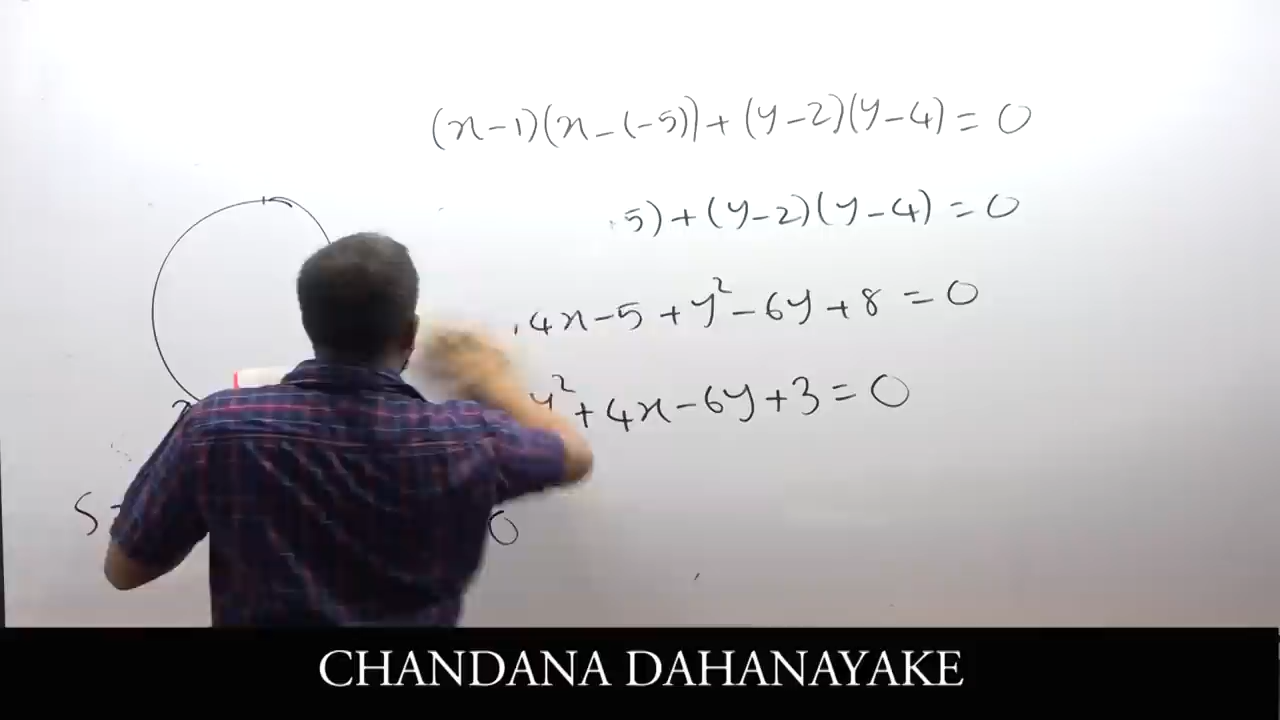 (x-1)(x-(-5))+(y-2)(y-4)=0
5)+(y-2)(y-4)=0
4x-5+y²-6y+8=0
y²+4x-6y+3=0
S
0
CHANDANA DAHANAYAKE